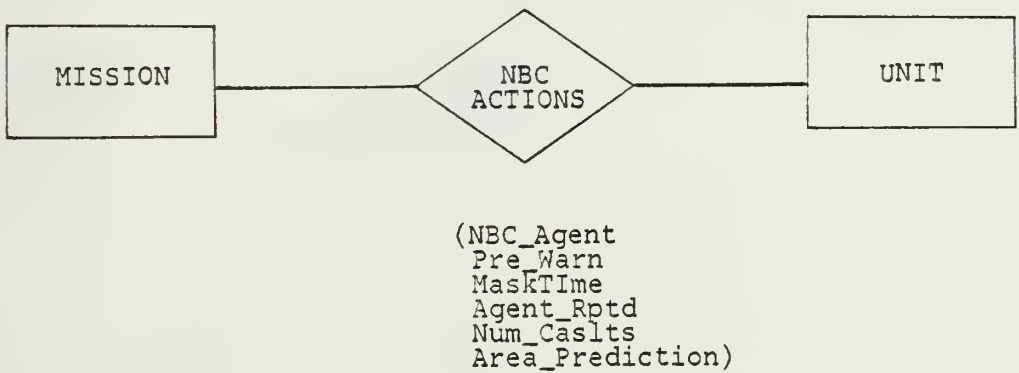 MISSION
NBC
ACTIONS
UNIT
(NBC_Agent
Pre_Warn
MaskTIme
Agent_Rptd
Num_Caslts
Area_Prediction)